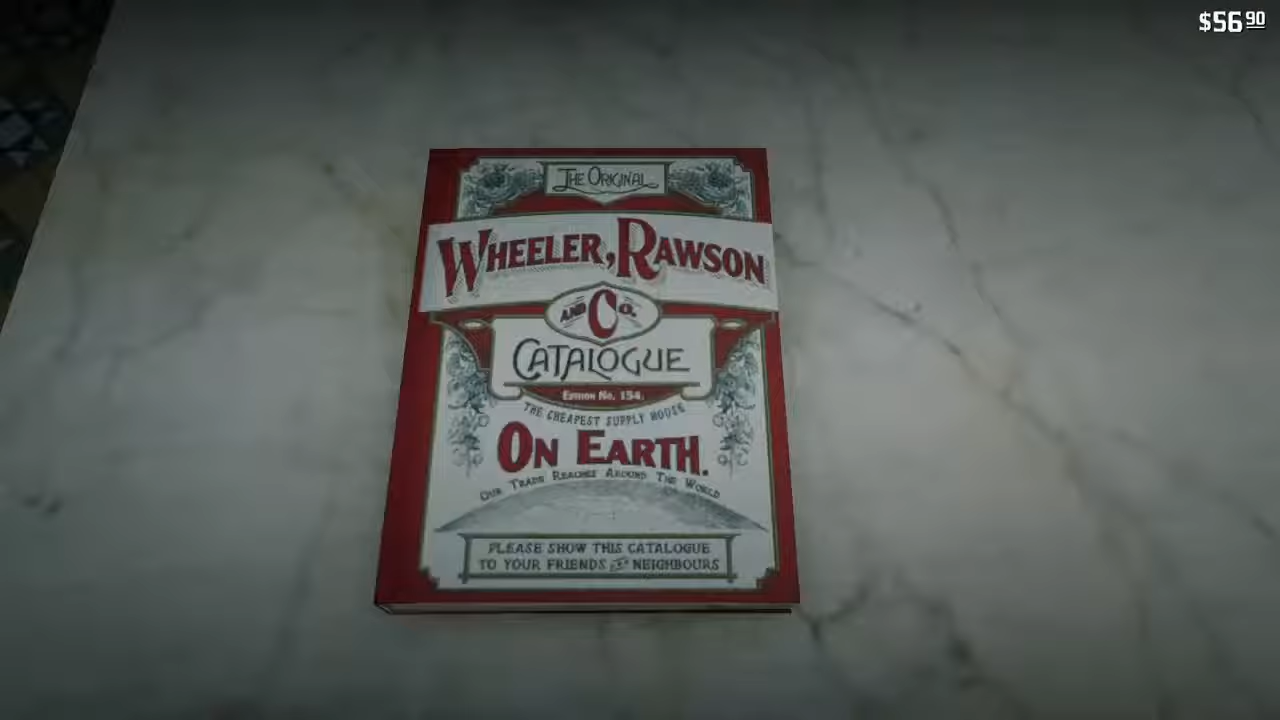 $56 90
THE ORIGINAL
WHEELER, RAWSON
AND CO.
CATALOGUE
EDITION No. 154.
THE CHEAPEST SUPPLY HOUSE
ON EARTH.
OUR TRADE REACHES AROUND THE WORLD
PLEASE SHOW THIS CATALOGUE
TO YOUR FRIENDS AND NEIGHBOURS